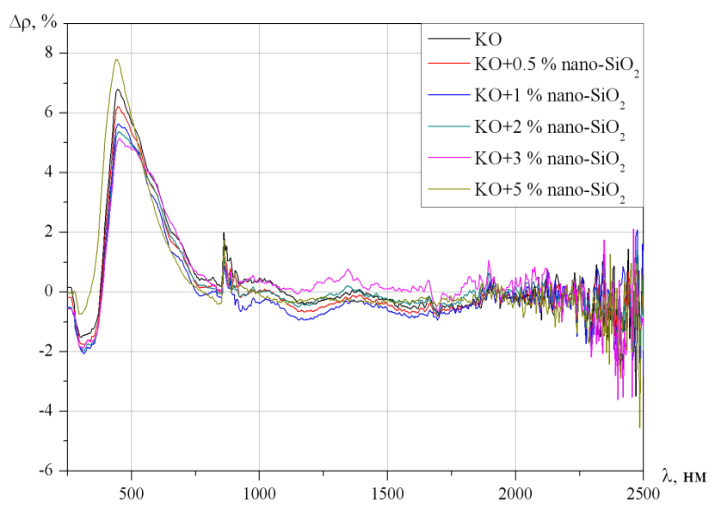 Δρ, %
8
6
4
2
0
-2
-4
-6
500
1000
1500
2000
2500
λ, нм
KO
KO+0.5 % nano-SiO₂
KO+1 % nano-SiO₂
KO+2 % nano-SiO₂
KO+3 % nano-SiO₂
KO+5 % nano-SiO₂